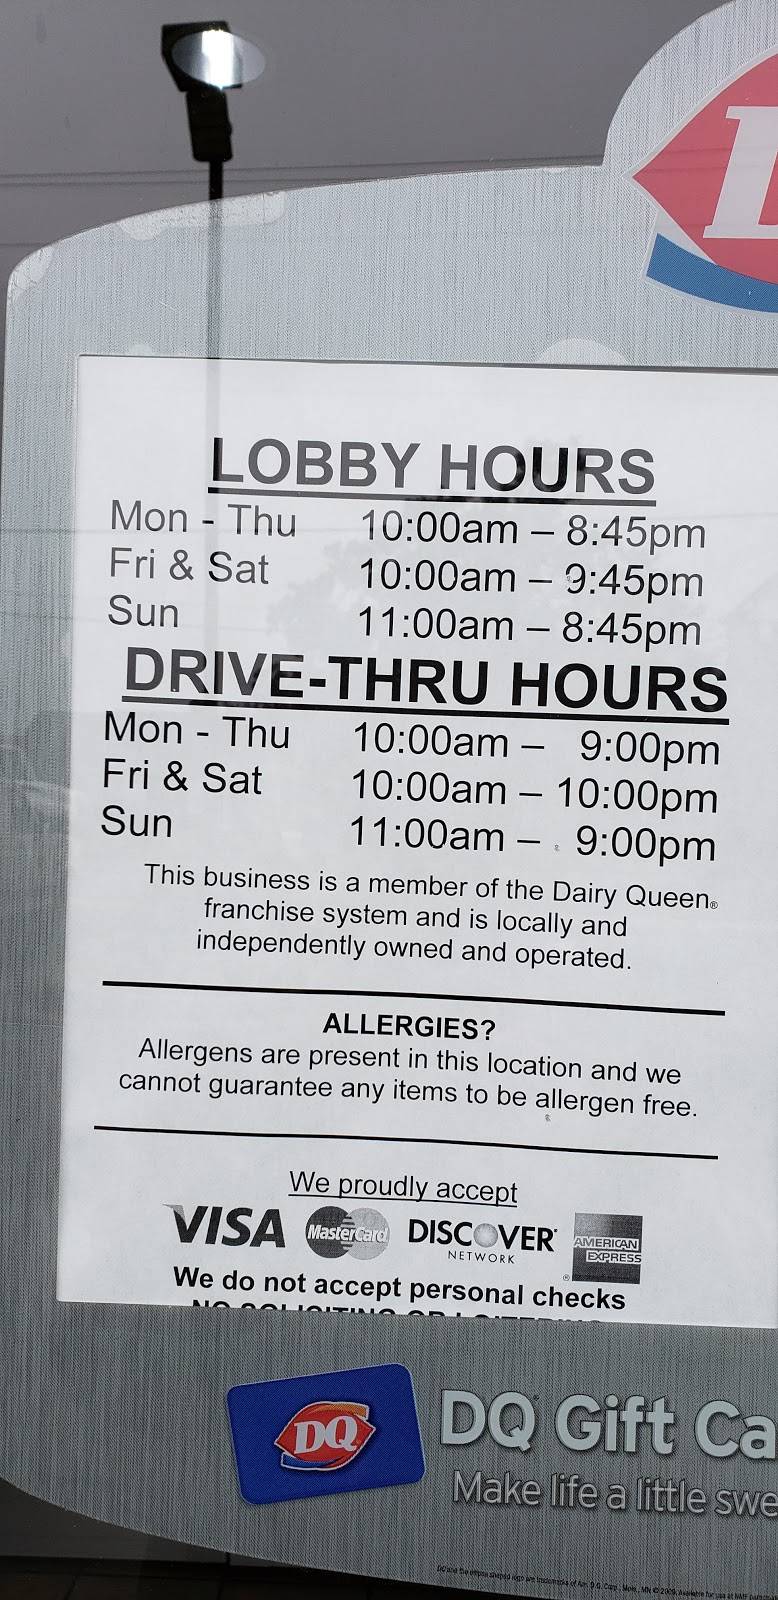 LOBBY HOURS
Mon - Thu 10:00am – 8:45pm
Fri & Sat 10:00am – 9:45pm
Sun 11:00am – 8:45pm
DRIVE-THRU HOURS
Mon - Thu 10:00am – 9:00pm
Fri & Sat 10:00am – 10:00pm
Sun 11:00am – 9:00pm
This business is a member of the Dairy Queen®
franchise system and is locally and
independently owned and operated.
ALLERGIES?
Allergens are present in this location and we
cannot guarantee any items to be allergen free.
We proudly accept
VISA MasterCard DISCOVER NETWORK AMERICAN EXPRESS
We do not accept personal checks
NO SOLICITING OR LOITERING
DQ
DQ Gift Ca
Make life a little swe